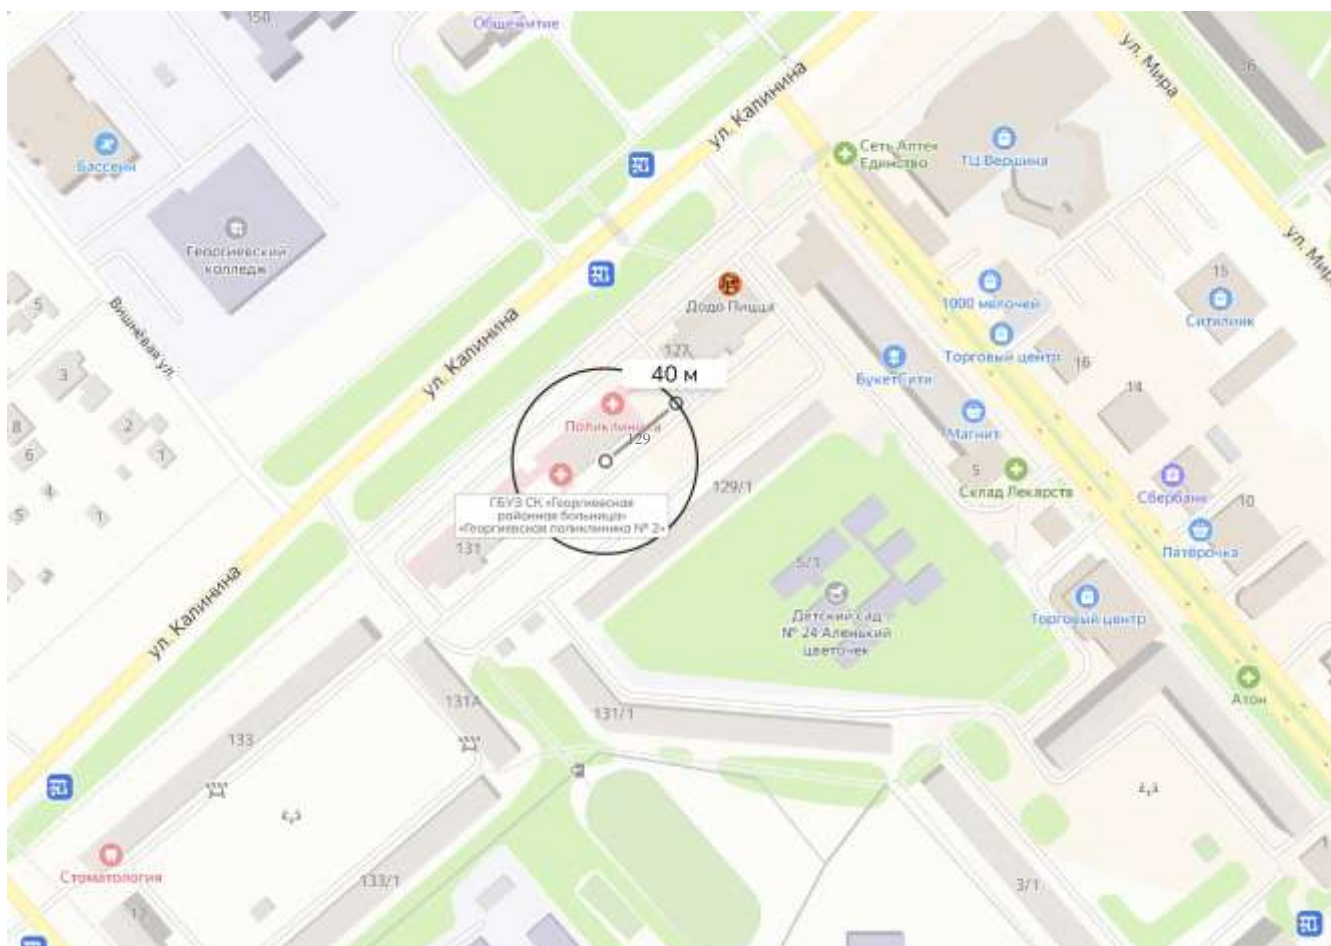 150
Общежитие
ул. Мира
16
ул. Калинина
Сеть Аптек
Единство
ТЦ Вершина
Бассейн
Георгиевский
колледж
ул. Мира
5
Вишнёвая ул.
Додо Пицца
1000 мелочей
15
Ситилинк
ул. Калинина
127
Торговый центр
16
3
40 м
БукетСити
14
Поликлиника
129
Магнит
8
2
6
1
129/1
5
Склад Лекарств
Сбербанк
10
4
ГБУЗ СК «Георгиевская
районная больница»
«Георгиевская поликлиника № 2»
5
1
131
Пятёрочка
5/1
ул. Калинина
Детский сад
№ 24 Аленький
цветочек
Торговый центр
131А
131/1
Атон
133
Стоматология
133/1
3/1
17